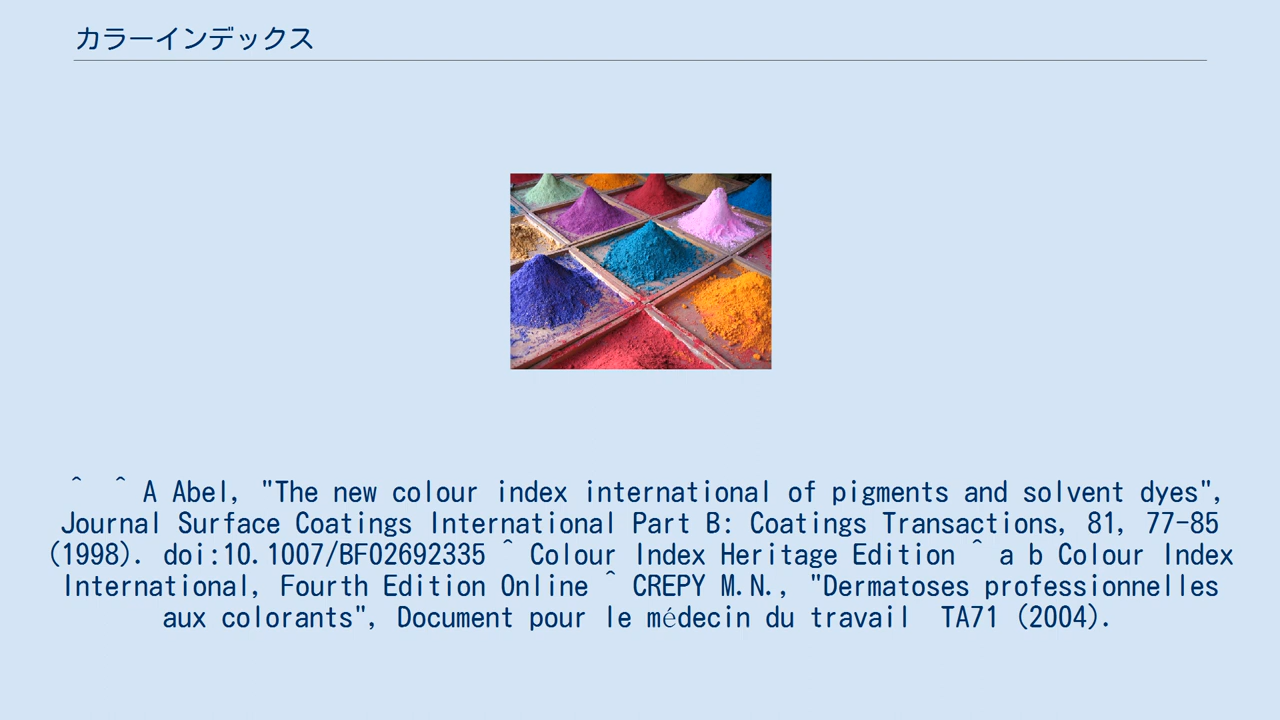 カラーインデックス
^  ^ A Abel, "The new colour index international of pigments and solvent dyes",
Journal Surface Coatings International Part B: Coatings Transactions, 81, 77-85
(1998). doi:10.1007/BF02692335 ^ Colour Index Heritage Edition ^ a b Colour Index
International, Fourth Edition Online ^ CREPY M.N., "Dermatoses professionnelles
aux colorants", Document pour le médecin du travail  TA71 (2004).